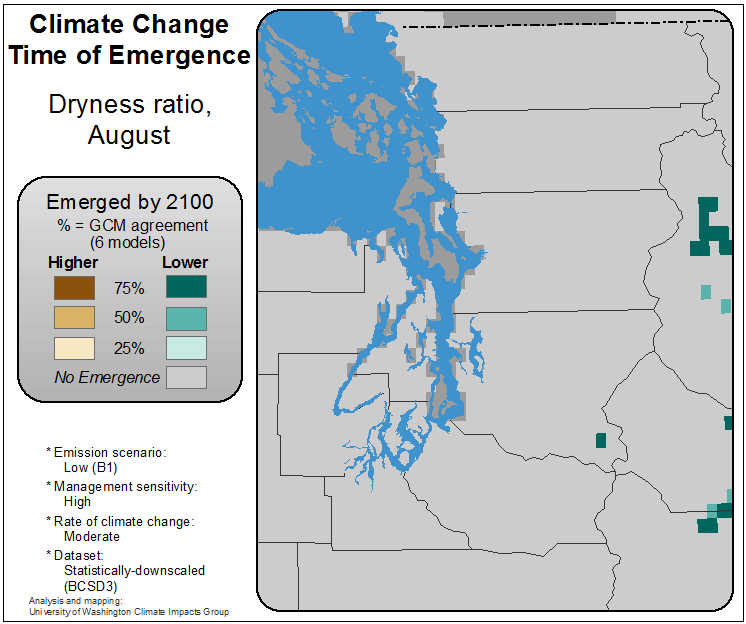 Climate Change
Time of Emergence
Dryness ratio,
August
Emerged by 2100
% = GCM agreement
(6 models)
Higher Lower
75%
50%
25%
No Emergence
* Emission scenario:
Low (B1)
* Management sensitivity:
High
* Rate of climate change:
Moderate
* Dataset:
Statistically-downscaled
(BCSD3)
Analysis and mapping:
University of Washington Climate Impacts Group